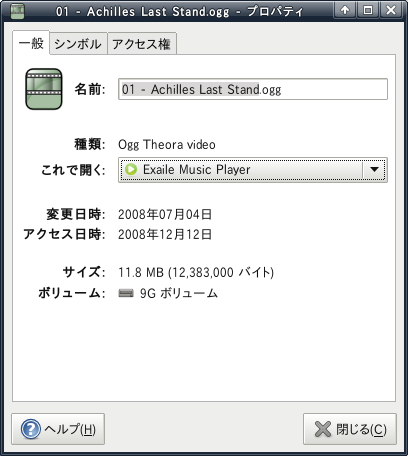 01 - Achilles Last Stand.ogg - プロパティ
一般 シンボル アクセス権
名前: 01 - Achilles Last Stand.ogg
種類: Ogg Theora video
これで開く: Exaile Music Player
変更日時: 2008年07月04日
アクセス日時: 2008年12月12日
サイズ: 11.8 MB (12,383,000 バイト)
ボリューム: 9G ボリューム
ヘルプ(H) 閉じる(C)